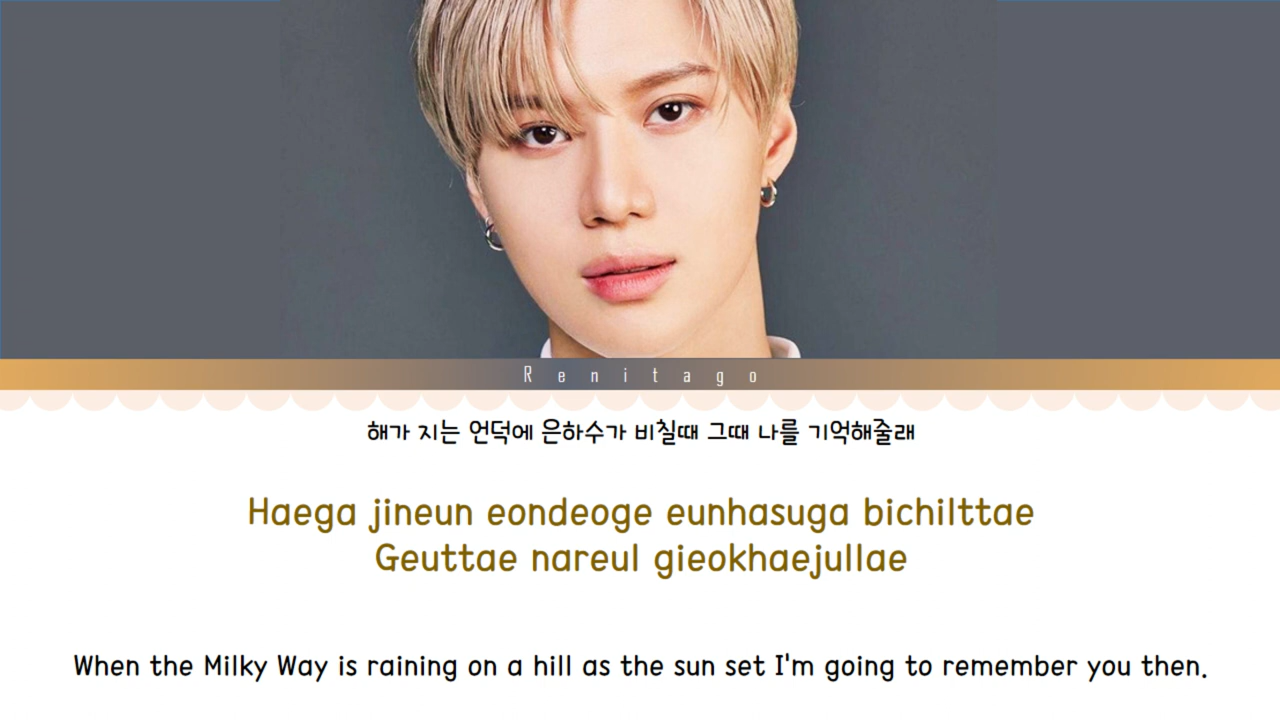 Renitago
해가 지는 언덕에 은하수가 비칠때 그때 나를 기억해줄래
Haega jineun eondeoge eunhasuga bichilttae
Geuttae nareul gieokhaejullae
When the Milky Way is raining on a hill as the sun set I'm going to remember you then.